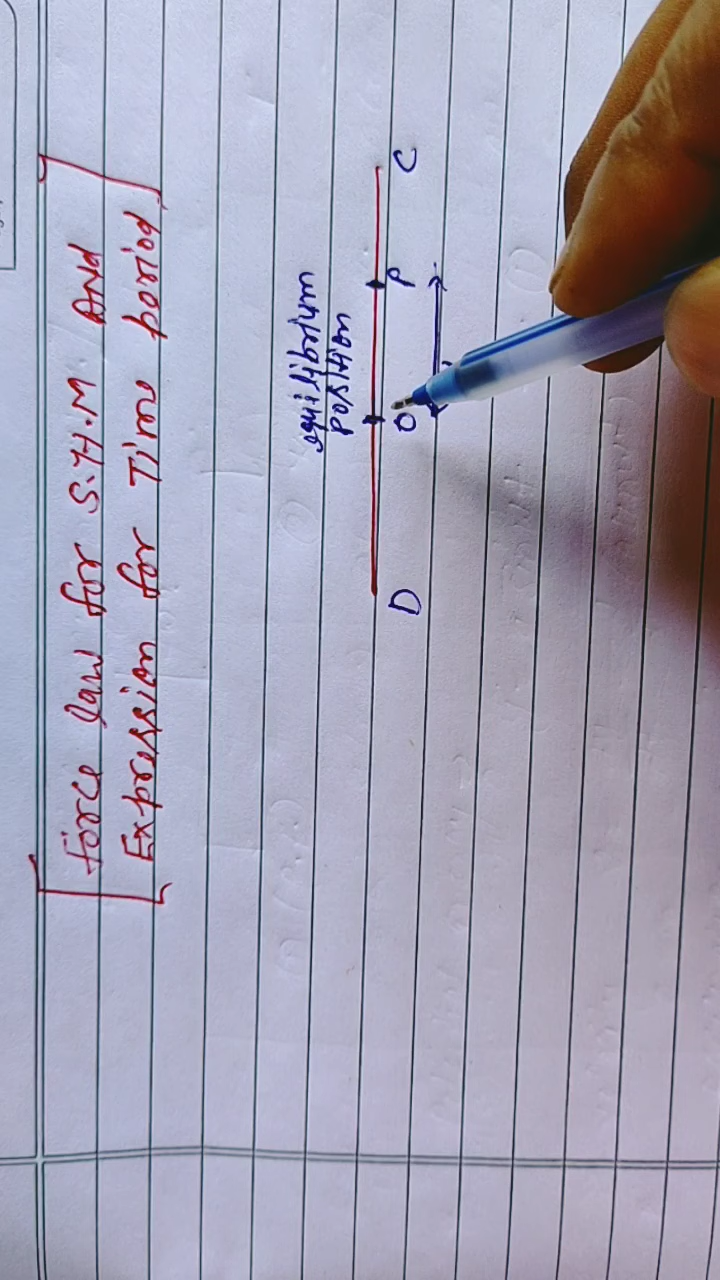 Force law for S.H.M And
Expression for Time period
equilibrium
position
D O P C